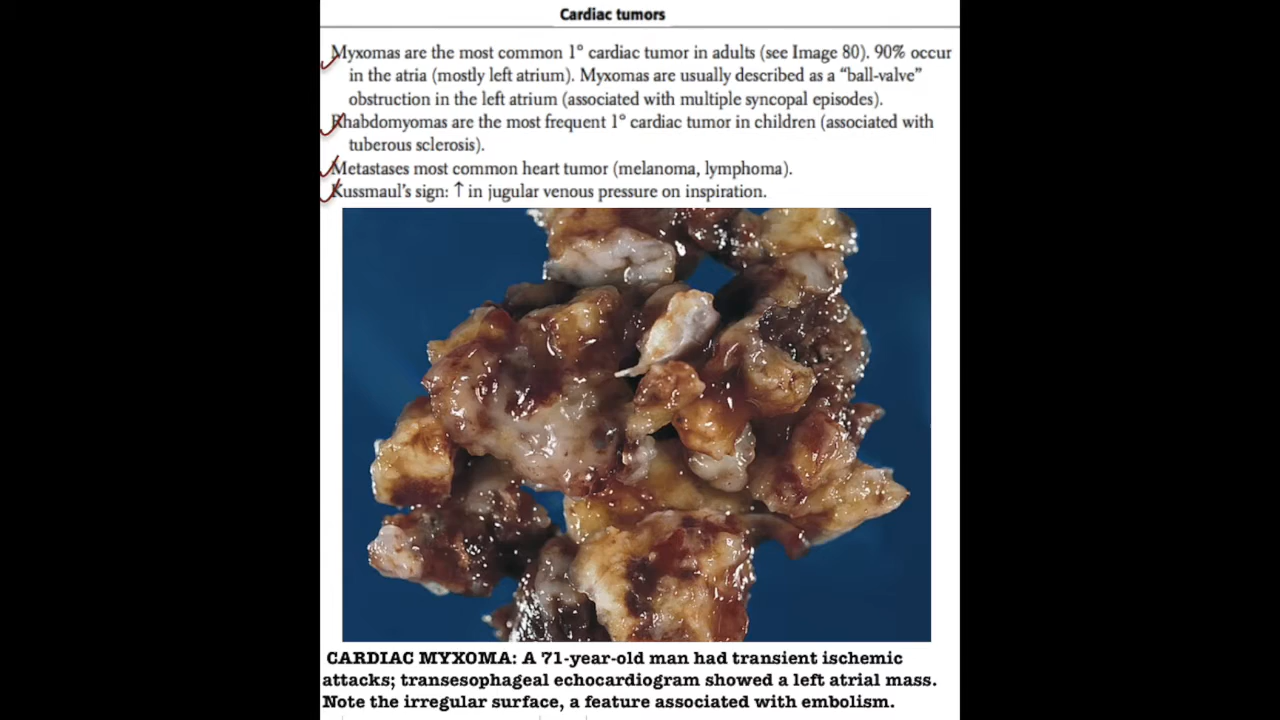 Cardiac tumors
Myxomas are the most common 1° cardiac tumor in adults (see Image 80). 90% occur
in the atria (mostly left atrium). Myxomas are usually described as a “ball-valve”
obstruction in the left atrium (associated with multiple syncopal episodes).
Rhabdomyomas are the most frequent 1° cardiac tumor in children (associated with
tuberous sclerosis).
Metastases most common heart tumor (melanoma, lymphoma).
Kussmaul’s sign: ↑ in jugular venous pressure on inspiration.
CARDIAC MYXOMA: A 71-year-old man had transient ischemic
attacks; transesophageal echocardiogram showed a left atrial mass.
Note the irregular surface, a feature associated with embolism.